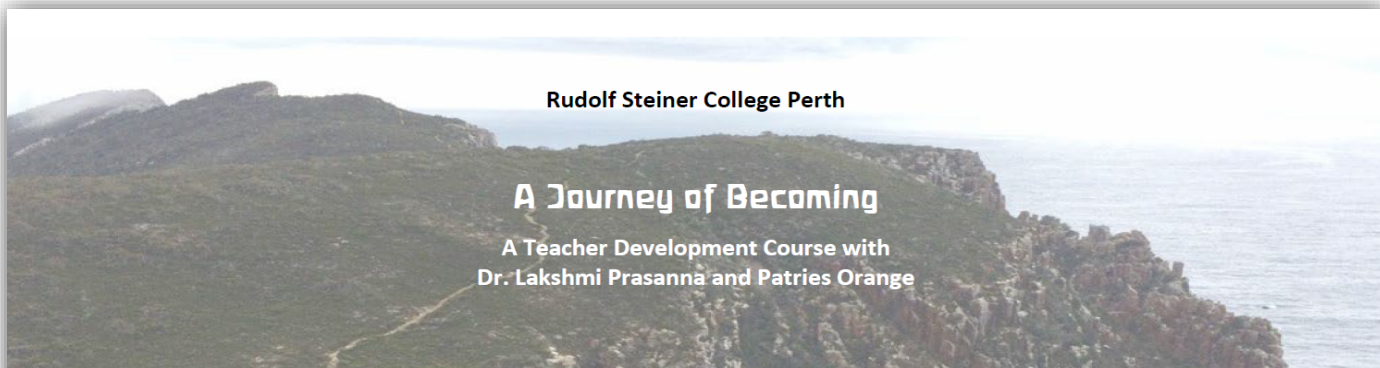 Rudolf Steiner College Perth
A Journey of Becoming
A Teacher Development Course with
Dr. Lakshmi Prasanna and Patries Orange